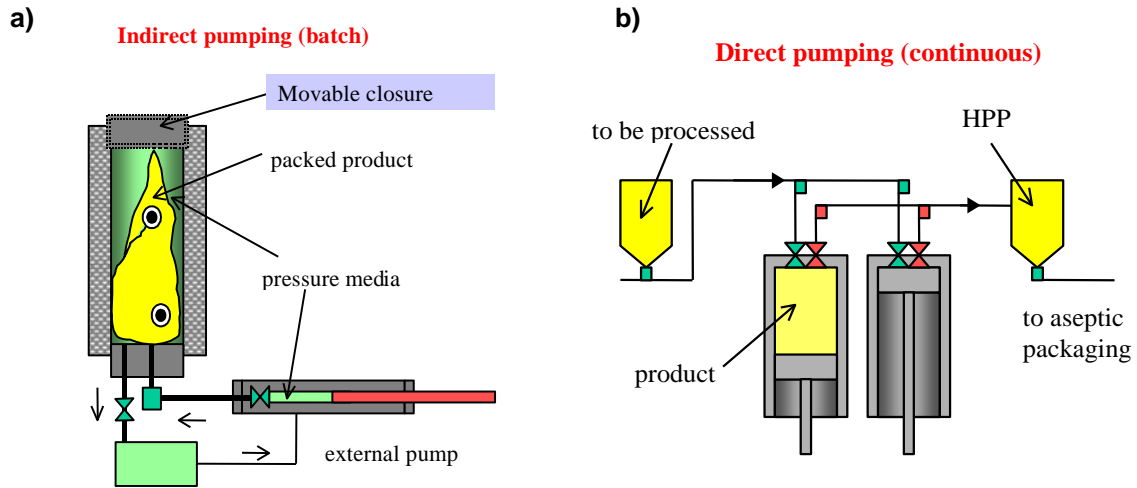 a)
Indirect pumping (batch)
Movable closure
packed product
pressure media
external pump
b)
Direct pumping (continuous)
to be processed
HPP
product
to aseptic
packaging